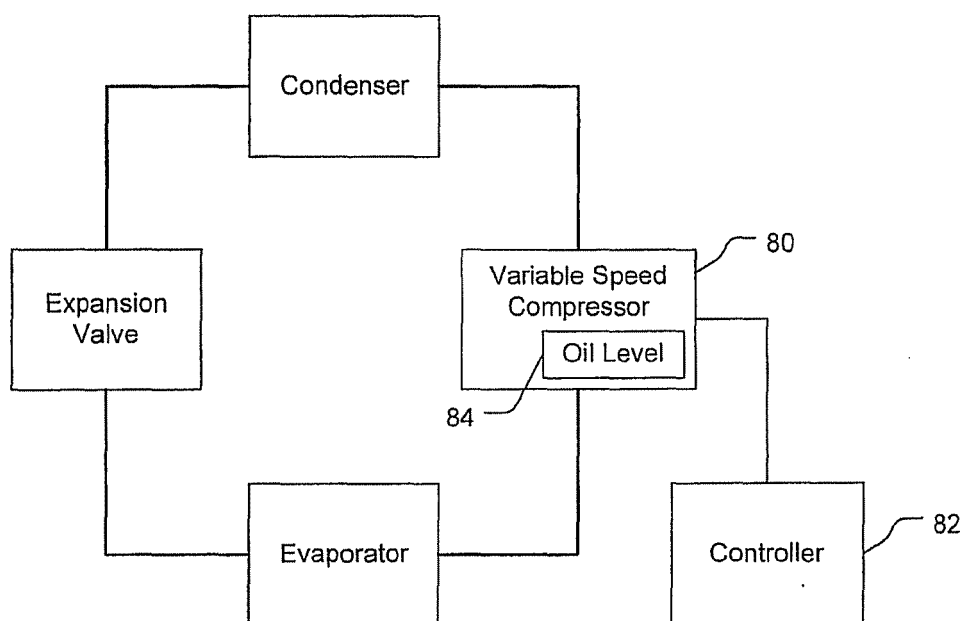 Condenser
80
Variable Speed
Compressor
Expansion
Valve
Oil Level
84
82
Evaporator
Controller